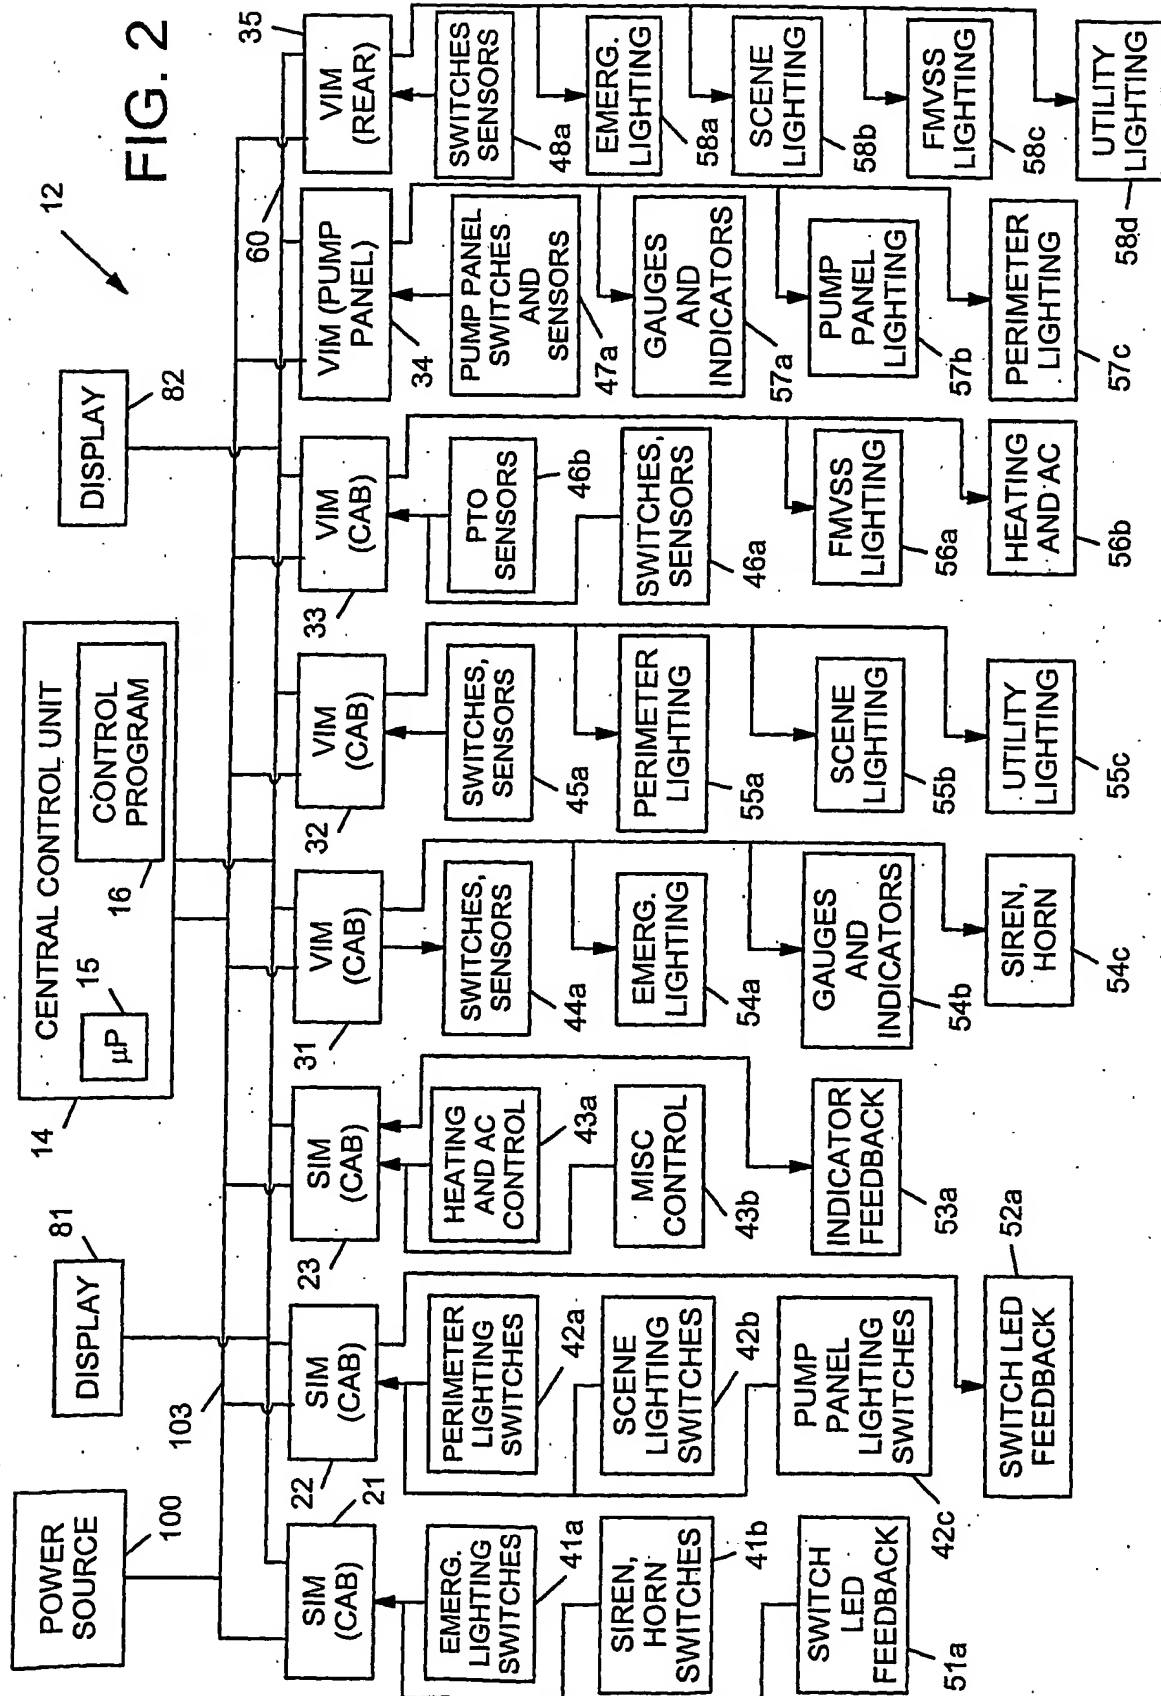 FIG. 2
12
POWER
SOURCE
100
103
DISPLAY
81
14
CENTRAL CONTROL UNIT
15
μP
16
CONTROL
PROGRAM
DISPLAY
82
60
SIM
(CAB)
21
EMERG.
LIGHTING
SWITCHES
41a
SIREN,
HORN
SWITCHES
41b
SWITCH
LED
FEEDBACK
51a
SIM
(CAB)
22
PERIMETER
LIGHTING
SWITCHES
42a
SCENE
LIGHTING
SWITCHES
42b
PUMP
PANEL
LIGHTING
SWITCHES
42c
SWITCH LED
FEEDBACK
52a
SIM
(CAB)
23
HEATING
AND AC
CONTROL
43a
MISC
CONTROL
43b
INDICATOR
FEEDBACK
53a
VIM
(CAB)
31
SWITCHES,
SENSORS
44a
EMERG.
LIGHTING
54a
GAUGES
AND
INDICATORS
54b
SIREN,
HORN
54c
VIM
(CAB)
32
SWITCHES,
SENSORS
45a
PERIMETER
LIGHTING
55a
SCENE
LIGHTING
55b
UTILITY
LIGHTING
55c
VIM
(CAB)
33
PTO
SENSORS
46b
SWITCHES,
SENSORS
46a
FMVSS
LIGHTING
56a
HEATING
AND AC
56b
VIM (PUMP
PANEL)
34
PUMP PANEL
SWITCHES
AND
SENSORS
47a
GAUGES
AND
INDICATORS
57a
PUMP
PANEL
LIGHTING
57b
PERIMETER
LIGHTING
57c
VIM
(REAR)
35
SWITCHES
SENSORS
48a
EMERG.
LIGHTING
58a
SCENE
LIGHTING
58b
FMVSS
LIGHTING
58c
UTILITY
LIGHTING
58d